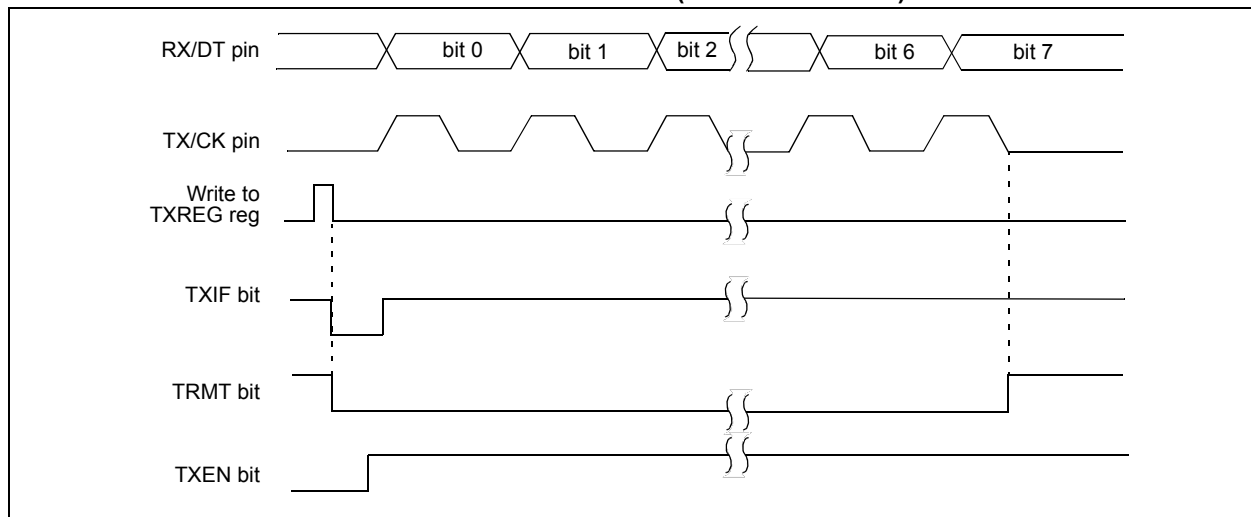 RX/DT pin
bit 0
bit 1
bit 2
bit 6
bit 7
TX/CK pin
Write to
TXREG reg
TXIF bit
TRMT bit
TXEN bit